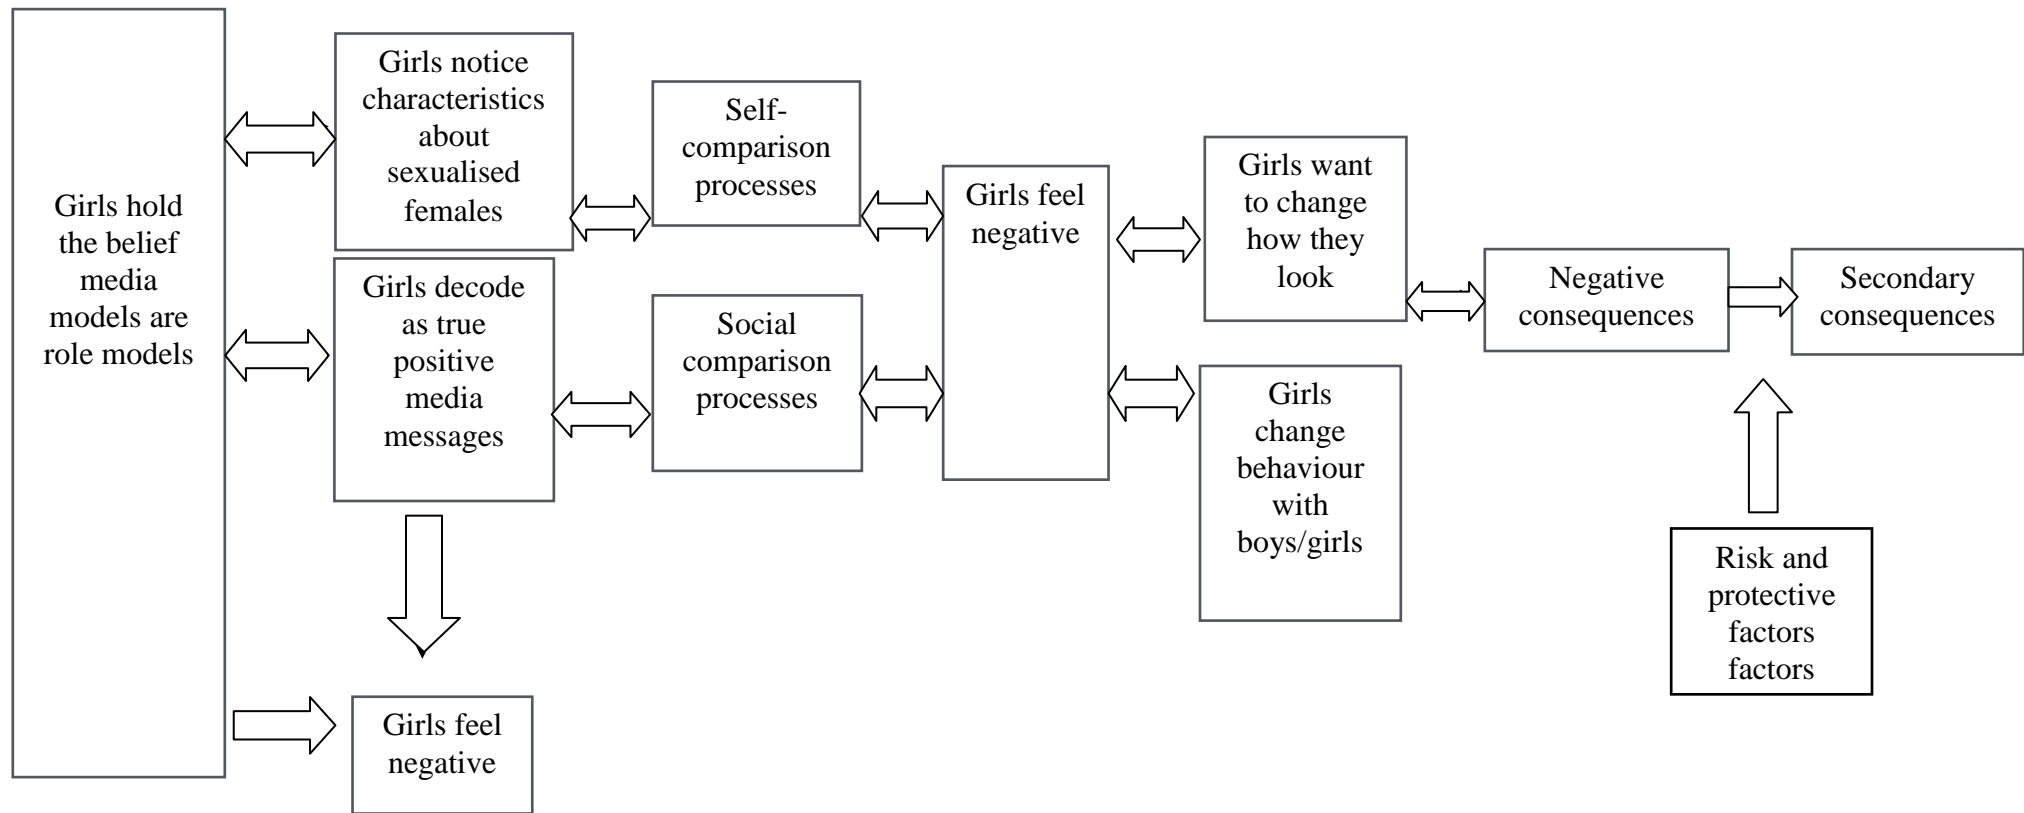 Girls hold
the belief
media
models are
role models
Girls notice
characteristics
about
sexualised
females
Girls decode
as true
positive
media
messages
Girls feel
negative
Self-
comparison
processes
Social
comparison
processes
Girls feel
negative
Girls want
to change
how they
look
Girls
change
behaviour
with
boys/girls
Negative
consequences
Secondary
consequences
Risk and
protective
factors
factors